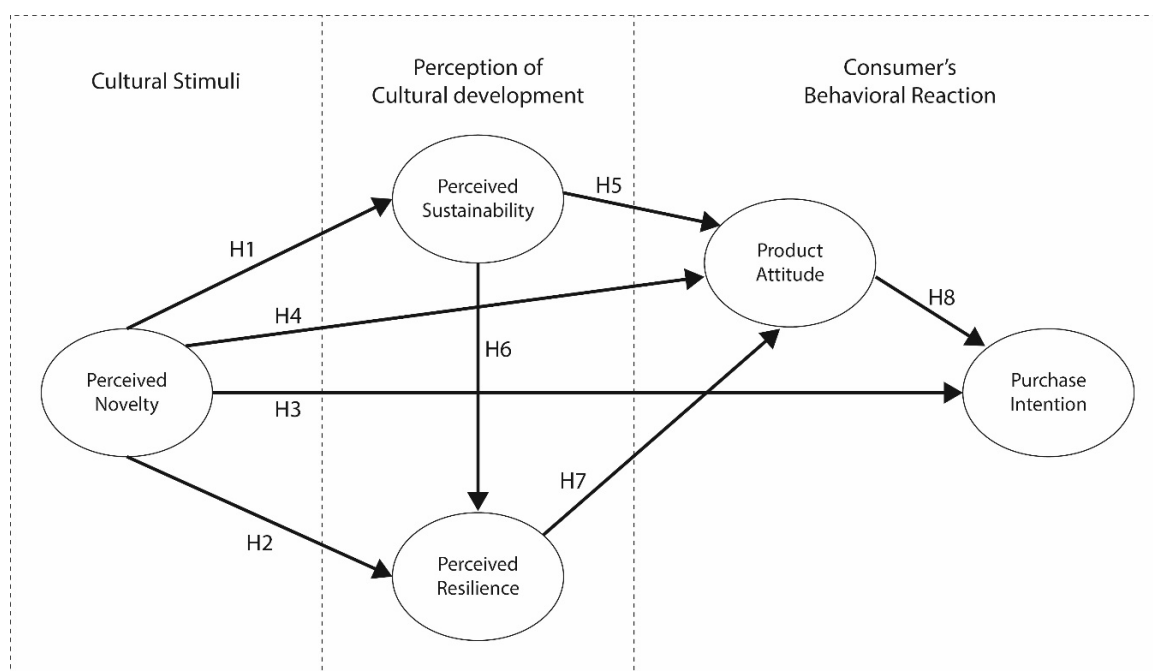 Cultural Stimuli
Perception of
Cultural development
Consumer's
Behavioral Reaction
Perceived
Sustainability
H5
Product
Attitude
H1
H4
H8
H6
Perceived
Novelty
H3
Purchase
Intention
H7
H2
Perceived
Resilience